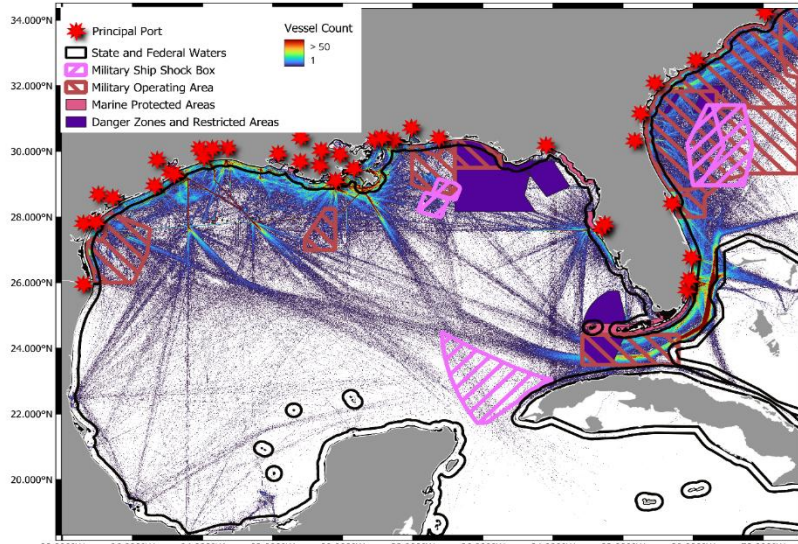 34.000°N
Principal Port
State and Federal Waters
Military Ship Shock Box
Military Operating Area
Marine Protected Areas
Danger Zones and Restricted Areas
Vessel Count
> 50
1
32.000°N
30.000°N
28.000°N
26.000°N
24.000°N
22.000°N
20.000°N